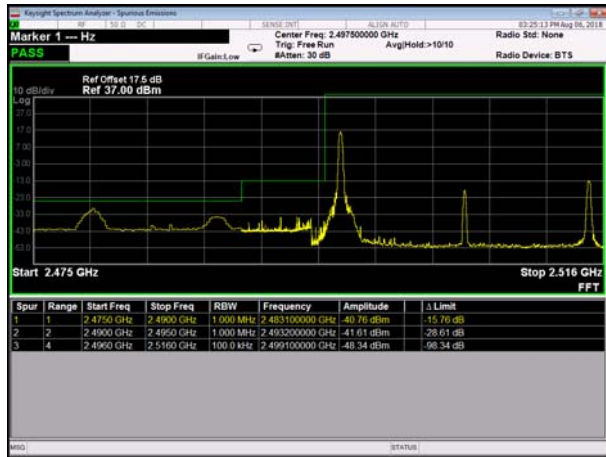 Keysight Spectrum Analyzer - Spurious Emissions
RF 50 Ω DC SENSE:INT ALIGN AUTO 03:25:13 PM Aug 06, 2018
Marker 1 --- Hz Center Freq: 2.497500000 GHz Radio Std: None
Trig: Free Run Avg|Hold:>10/10
PASS IFGain:Low #Atten: 30 dB Radio Device: BTS
Ref Offset 17.5 dB
10 dB/div Ref 37.00 dBm
Log
27.0
17.0
7.00
-3.00
-13.0
-23.0
-33.0
-43.0
-53.0
Start 2.475 GHz Stop 2.516 GHz
FFT
Spur Range Start Freq Stop Freq RBW Frequency Amplitude Δ Limit
1 1 2.4750 GHz 2.4900 GHz 1.000 MHz 2.483100000 GHz -40.76 dBm -15.76 dB
2 2 2.4900 GHz 2.4950 GHz 1.000 MHz 2.493200000 GHz -41.61 dBm -28.61 dB
3 4 2.4960 GHz 2.5160 GHz 100.0 kHz 2.499100000 GHz -48.34 dBm -98.34 dB
MSG STATUS